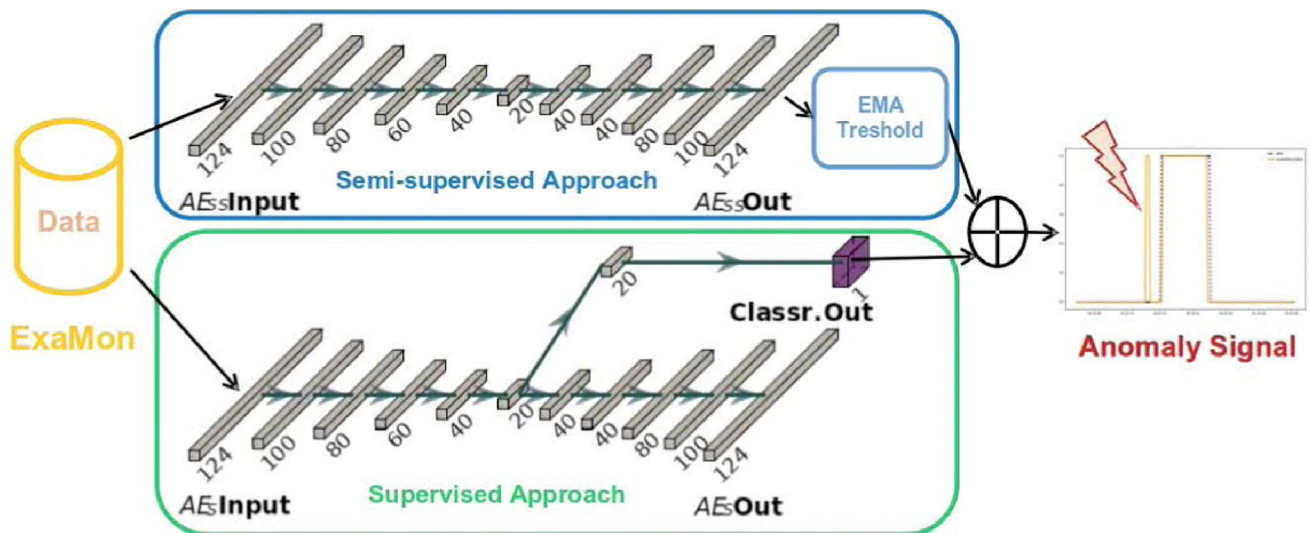 Data
ExaMon
124
100
80
60
40
20
40
40
80
100
124
EMA
Treshold
Semi-supervised Approach
AEssInput
AEssOut
20
1
Classr.Out
124
100
80
60
40
20
40
40
80
100
124
Supervised Approach
AEsInput
AEsOut
Anomaly Signal